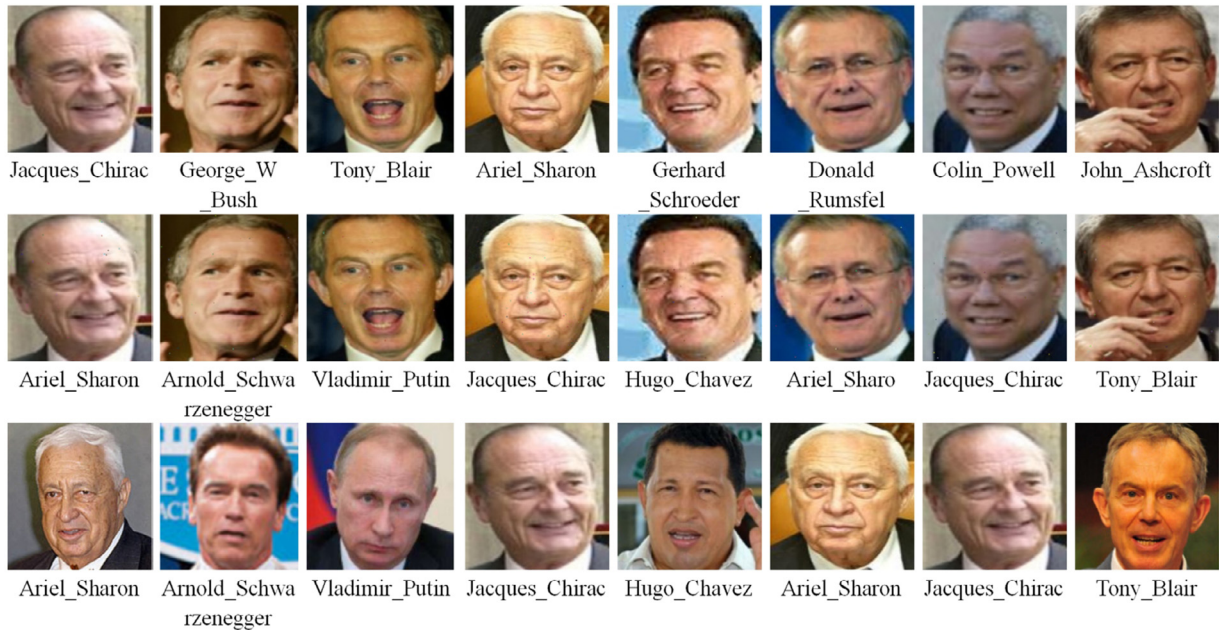 Jacques_Chirac George_W Tony_Blair Ariel_Sharon Gerhard Donald Colin_Powell John_Ashcroft
_Bush _Schroeder _Rumsfel
Ariel_Sharon Arnold_Schwa Vladimir_Putin Jacques_Chirac Hugo_Chavez Ariel_Sharo Jacques_Chirac Tony_Blair
rzenegger
Ariel_Sharon Arnold_Schwa Vladimir_Putin Jacques_Chirac Hugo_Chavez Ariel_Sharon Jacques_Chirac Tony_Blair
rzenegger